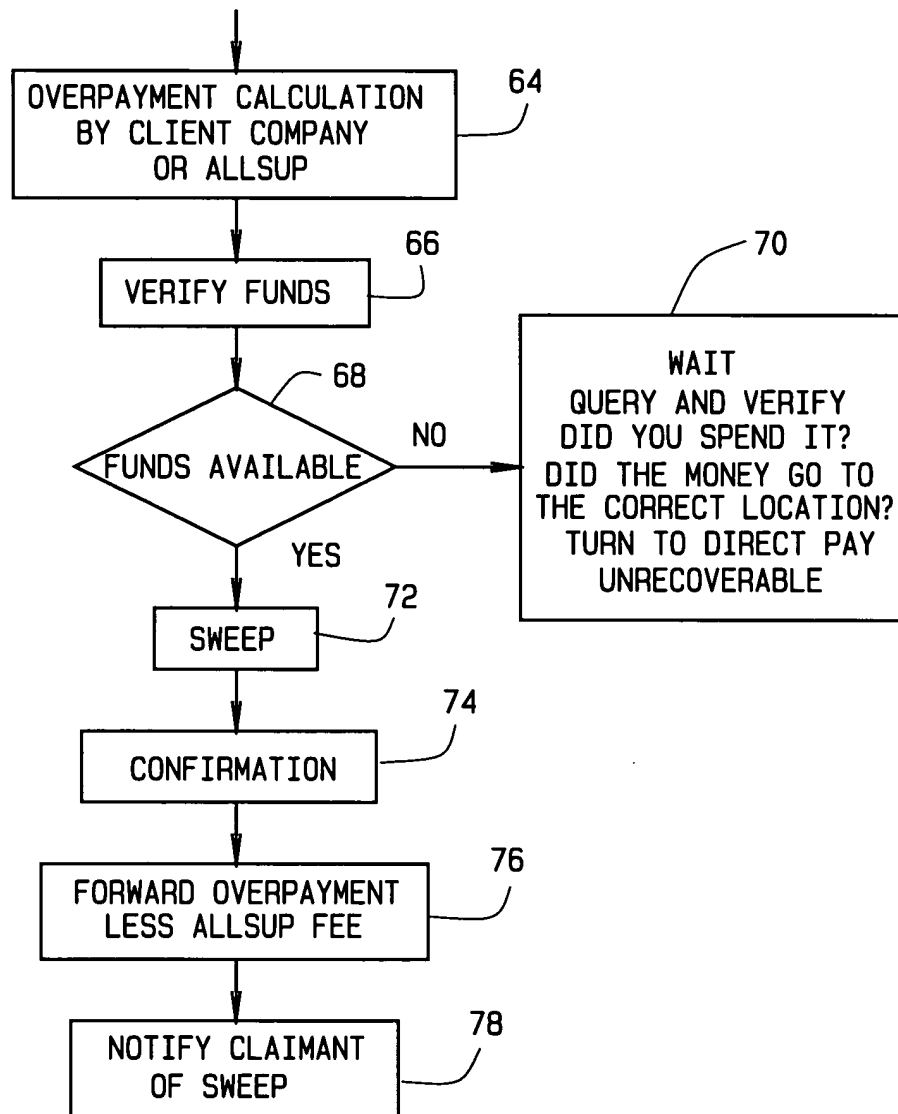 OVERPAYMENT CALCULATION
BY CLIENT COMPANY
OR ALLSUP
64
VERIFY FUNDS
66
FUNDS AVAILABLE
68
NO
70
WAIT
QUERY AND VERIFY
DID YOU SPEND IT?
DID THE MONEY GO TO
THE CORRECT LOCATION?
TURN TO DIRECT PAY
UNRECOVERABLE
YES
SWEEP
72
CONFIRMATION
74
FORWARD OVERPAYMENT
LESS ALLSUP FEE
76
NOTIFY CLAIMANT
OF SWEEP
78